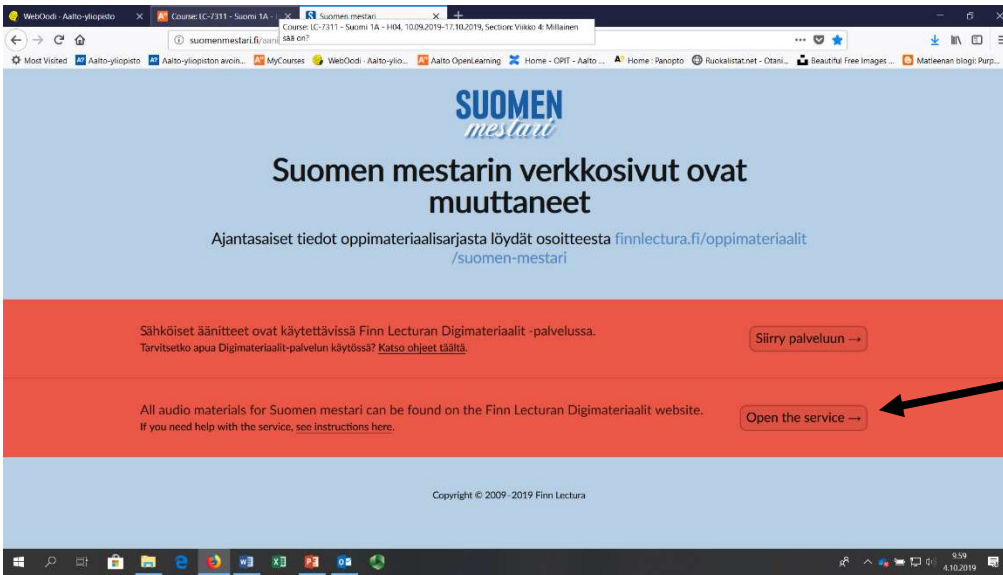 WebOodi - Aalto-yliopisto
Course: LC-7311 - Suomi 1A -
Suomen mestari
Course: LC-7311 - Suomi 1A - H04, 10.09.2019-17.10.2019, Section: Viikko 4: Millainen
sää on?
suomenmestari.fi/aani
Most Visited
Aalto-yliopisto
Aalto-yliopiston avoin...
MyCourses
WebOodi - Aalto-ylio...
Aalto OpenLearning
Home - OPIT - Aalto ...
Home : Panopto
Ruokalistat.net - Otani...
Beautiful Free Images ...
Matleenan blogi: Purp...
SUOMEN
mestari
Suomen mestarin verkkosivut ovat
muuttaneet
Ajantasaiset tiedot oppimateriaalisarjasta löydät osoitteesta finnlectura.fi/oppimateriaalit
/suomen-mestari
Sähköiset äänitteet ovat käytettävissä Finn Lecturan Digimateriaalit -palvelussa.
Tarvitsetko apua Digimateriaalit-palvelun käytössä? Katso ohjeet täältä.
Siirry palveluun →
All audio materials for Suomen mestari can be found on the Finn Lecturan Digimateriaalit website.
If you need help with the service, see instructions here.
Open the service →
Copyright © 2009-2019 Finn Lectura
9.59
4.10.2019